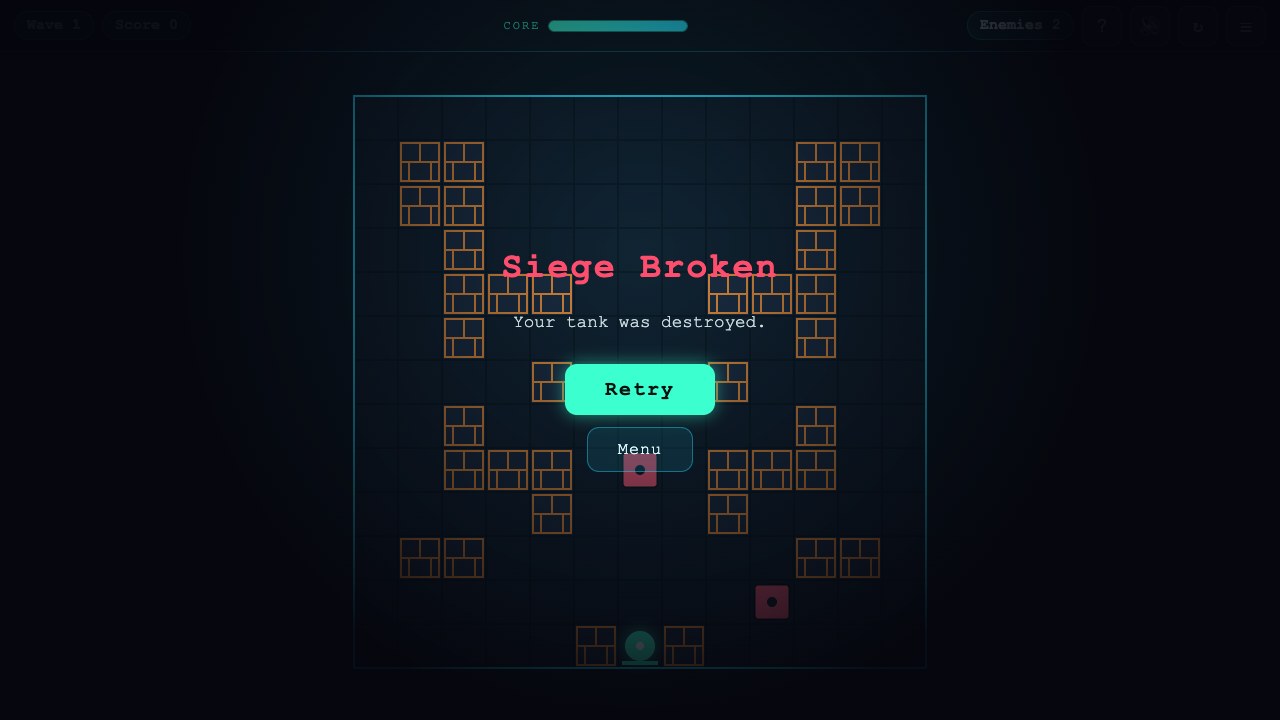 Wave 1
Score 0
CORE
Enemies 2
?
≡
Siege Broken
Your tank was destroyed.
Retry
Menu